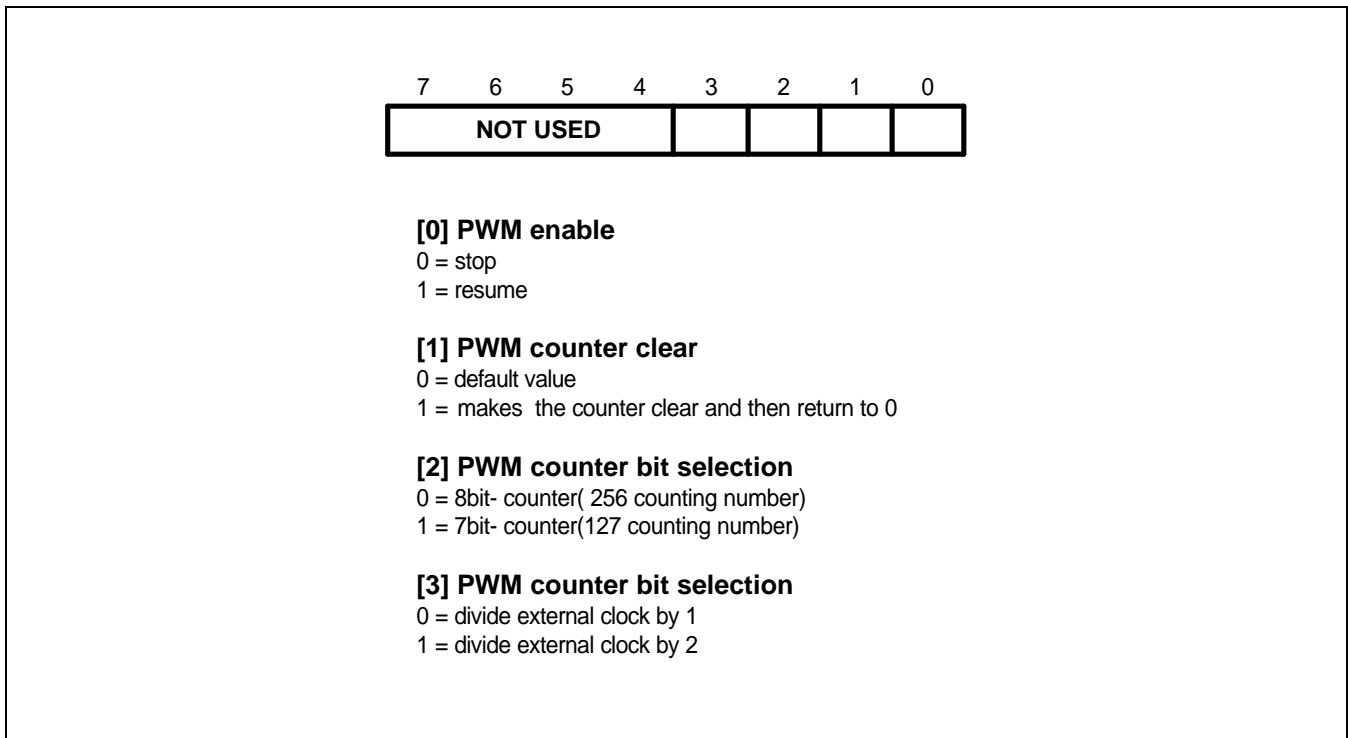 7 6 5 4 3 2 1 0
NOT USED
[0] PWM enable
0 = stop
1 = resume
[1] PWM counter clear
0 = default value
1 = makes the counter clear and then return to 0
[2] PWM counter bit selection
0 = 8bit- counter( 256 counting number)
1 = 7bit- counter(127 counting number)
[3] PWM counter bit selection
0 = divide external clock by 1
1 = divide external clock by 2